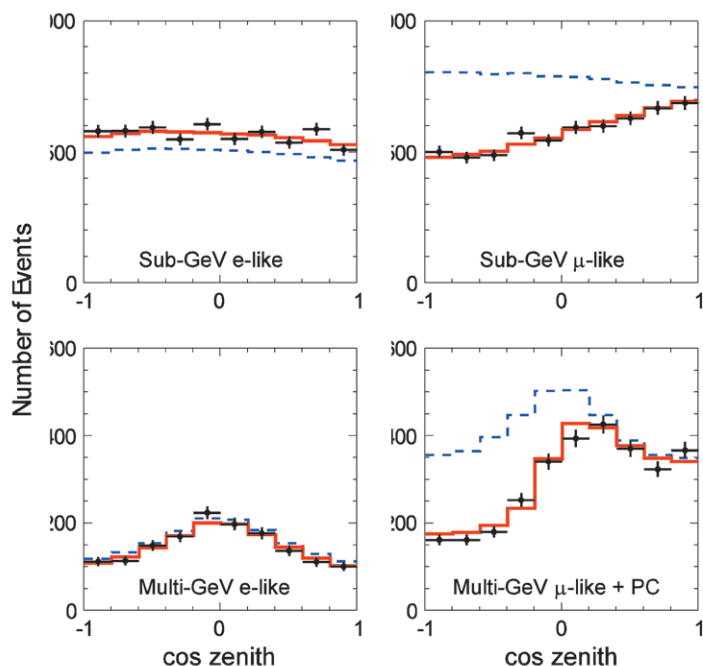 Number of Events
500
0
Sub-GeV e-like
-1 0 1
500
0
Sub-GeV μ-like
-1 0 1
600
400
200
0
Multi-GeV e-like
-1 0 1
cos zenith
600
400
200
0
Multi-GeV μ-like + PC
-1 0 1
cos zenith